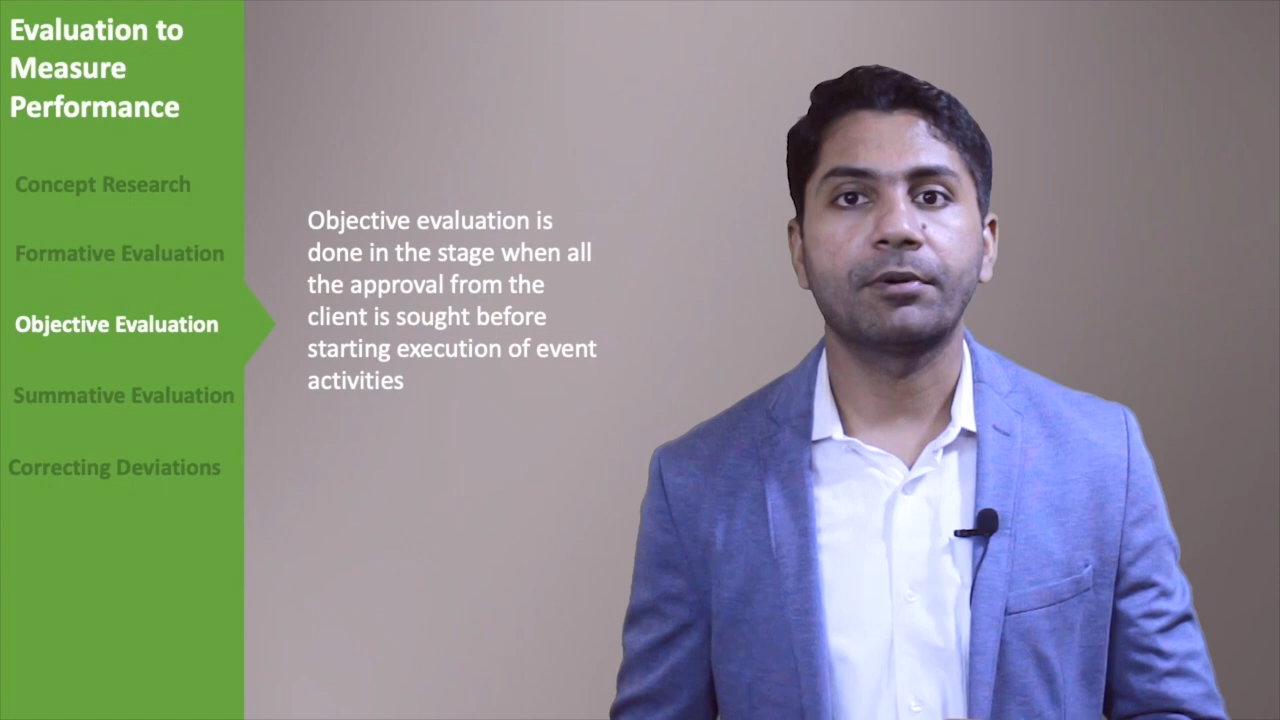 Evaluation to
Measure
Performance
Concept Research
Formative Evaluation
Objective Evaluation
Summative Evaluation
Correcting Deviations
Objective evaluation is
done in the stage when all
the approval from the
client is sought before
starting execution of event
activities